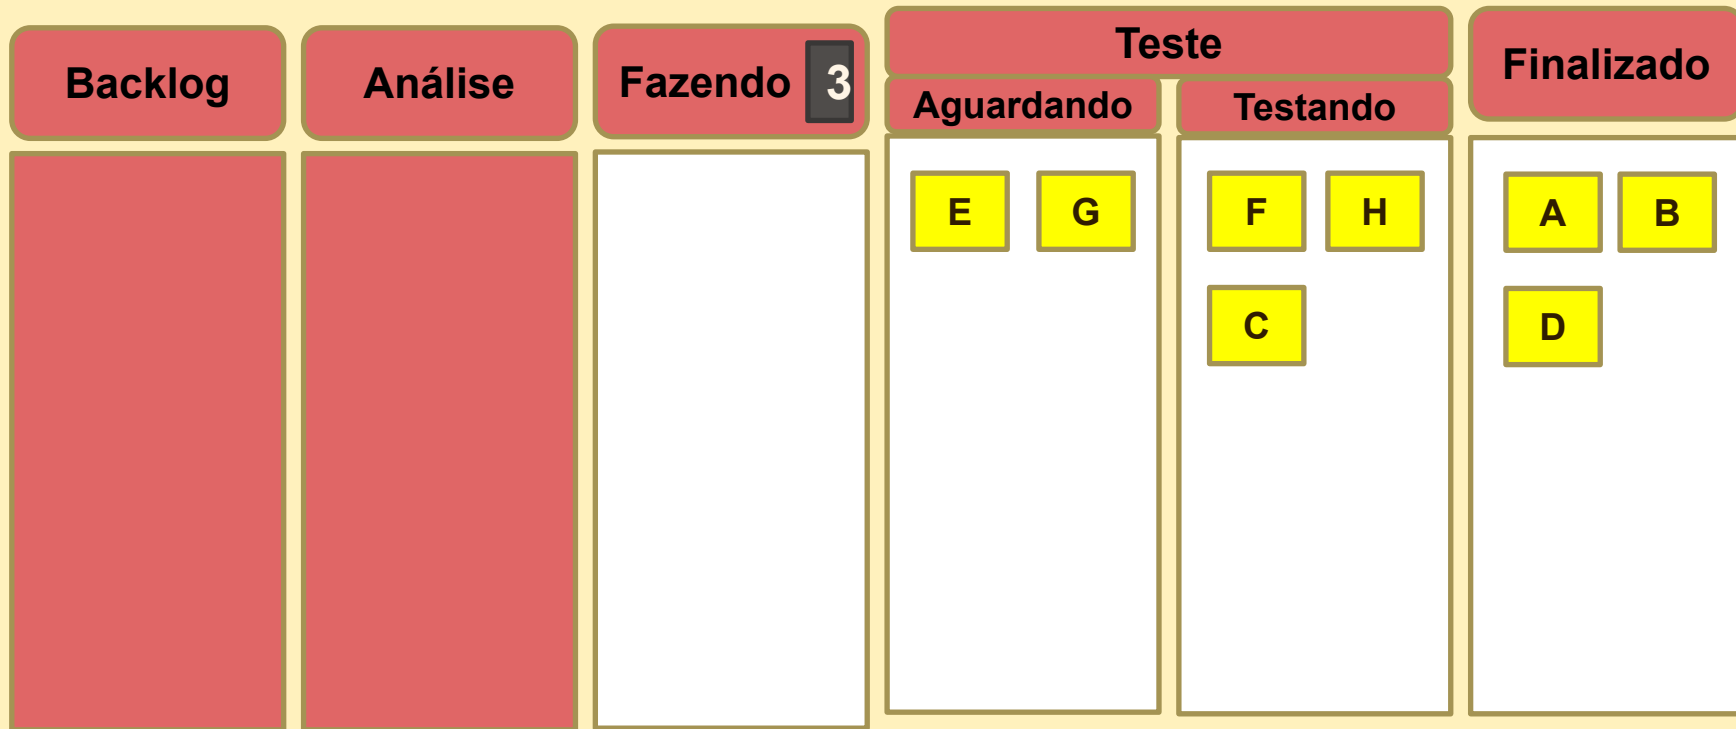 Backlog
Análise
Fazendo 3
Teste
Aguardando
Testando
Finalizado
E G
F H
C
A B
D